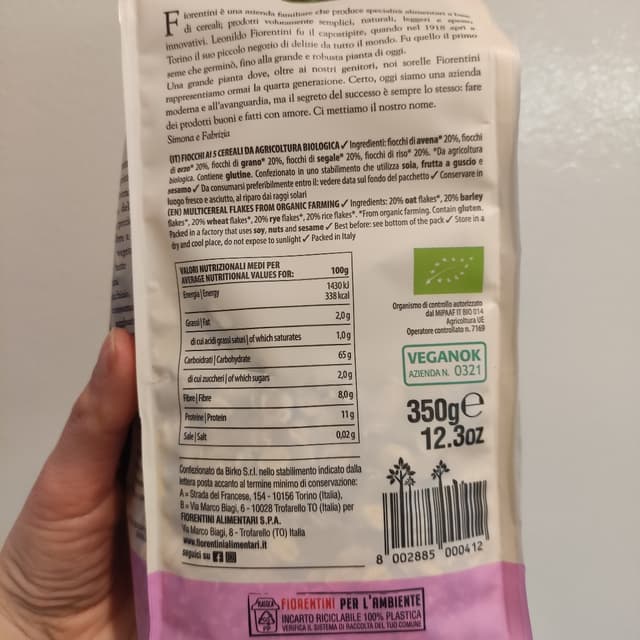 Fiorentini è una azienda familiare che produce specialità alimentari a base
di cereali; prodotti volutamente semplici, naturali, leggeri e spesso
innovativi. Leonildo Fiorentini fu il capostipite, quando nel 1918 aprì a
Torino il suo piccolo negozio di delizie da tutto il mondo. Fu quello il primo
seme che germinò, fino alla grande e robusta pianta di oggi.
Una grande pianta dove, oltre ai nostri genitori, noi sorelle Fiorentini
rappresentiamo ormai la quarta generazione. Certo, oggi siamo una azienda
moderna e all'avanguardia, ma il segreto del successo è sempre lo stesso: fare
dei prodotti buoni e fatti con amore. Ci mettiamo il nostro nome.
Simona e Fabrizia
(IT) FIOCCHI AI 5 CEREALI DA AGRICOLTURA BIOLOGICA ✓ Ingredienti: fiocchi di avena* 20%, fiocchi
di orzo* 20%, fiocchi di grano* 20%, fiocchi di segale* 20%, fiocchi di riso* 20%. *Da agricoltura
biologica. Contiene glutine. Confezionato in uno stabilimento che utilizza soia, frutta a guscio e
sesamo ✓ Da consumarsi preferibilmente entro il: vedere data sul fondo del pacchetto ✓ Conservare in
luogo fresco e asciutto, al riparo dai raggi solari
(EN) MULTICEREAL FLAKES FROM ORGANIC FARMING ✓ Ingredients: 20% oat flakes*, 20% barley
flakes*, 20% wheat flakes*, 20% rye flakes*, 20% rice flakes*. *From organic farming. Contain gluten.
Packed in a factory that uses soy, nuts and sesame ✓ Best before: see bottom of the pack ✓ Store in a
dry and cool place, do not expose to sunlight ✓ Packed in Italy
VALORI NUTRIZIONALI MEDI PER
AVERAGE NUTRITIONAL VALUES FOR: 100g
Energia | Energy 1430 kJ
338 kcal
Grassi | Fat 2,0 g
di cui acidi grassi saturi | of which saturates 1,0 g
Carboidrati | Carbohydrate 65 g
di cui zuccheri | of which sugars 2,0 g
Fibre | Fibre 8,0 g
Proteine | Protein 11 g
Sale | Salt 0,02 g
Organismo di controllo autorizzato
dal MIPAAF IT BIO 014
Agricoltura UE
Operatore controllato n. 7169
VEGANOK
AZIENDA N. 0321
350g e
12.3oz
Confezionato da Birko S.r.l. nello stabilimento indicato dalla
lettera posta accanto al termine minimo di conservazione:
A = Strada del Francese, 154 - 10156 Torino (Italia),
B = Via Marco Biagi, 6 - 10028 Trofarello TO (Italia) per
FIORENTINI ALIMENTARI S.P.A.
Via Marco Biagi, 8 - Trofarello (TO) Italia
www.fiorentinialimentari.it
seguici su
8 002885 000412
FIORENTINI PER L'AMBIENTE
INCARTO RICICLABILE 100% PLASTICA
VERIFICA IL SISTEMA DI RACCOLTA DEL TUO COMUNE